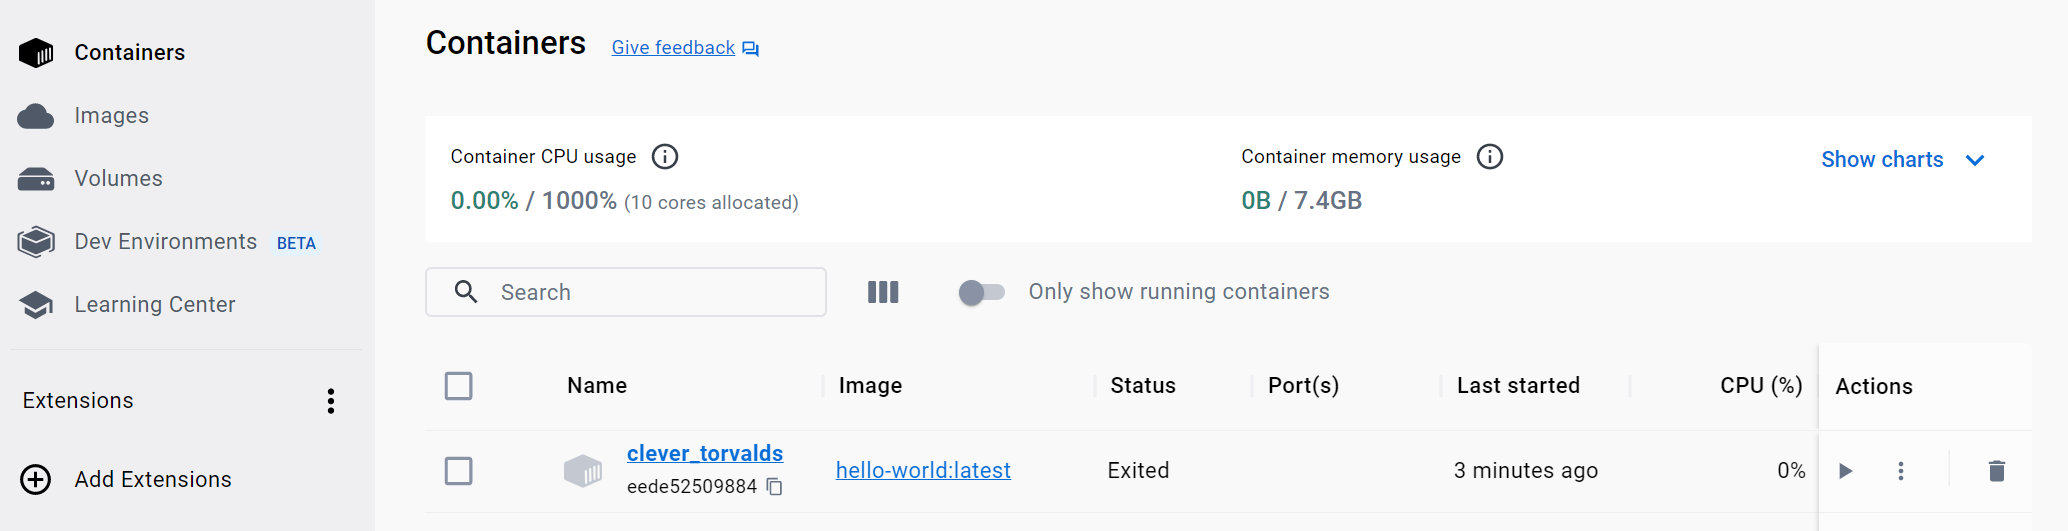 Containers
Images
Volumes
Dev Environments BETA
Learning Center
Extensions
Add Extensions
Containers Give feedback
Container CPU usage
0.00% / 1000% (10 cores allocated)
Container memory usage
0B / 7.4GB
Show charts
Search
Only show running containers
Name Image Status Port(s) Last started CPU (%) Actions
clever_torvalds
eede52509884
hello-world:latest Exited 3 minutes ago 0%